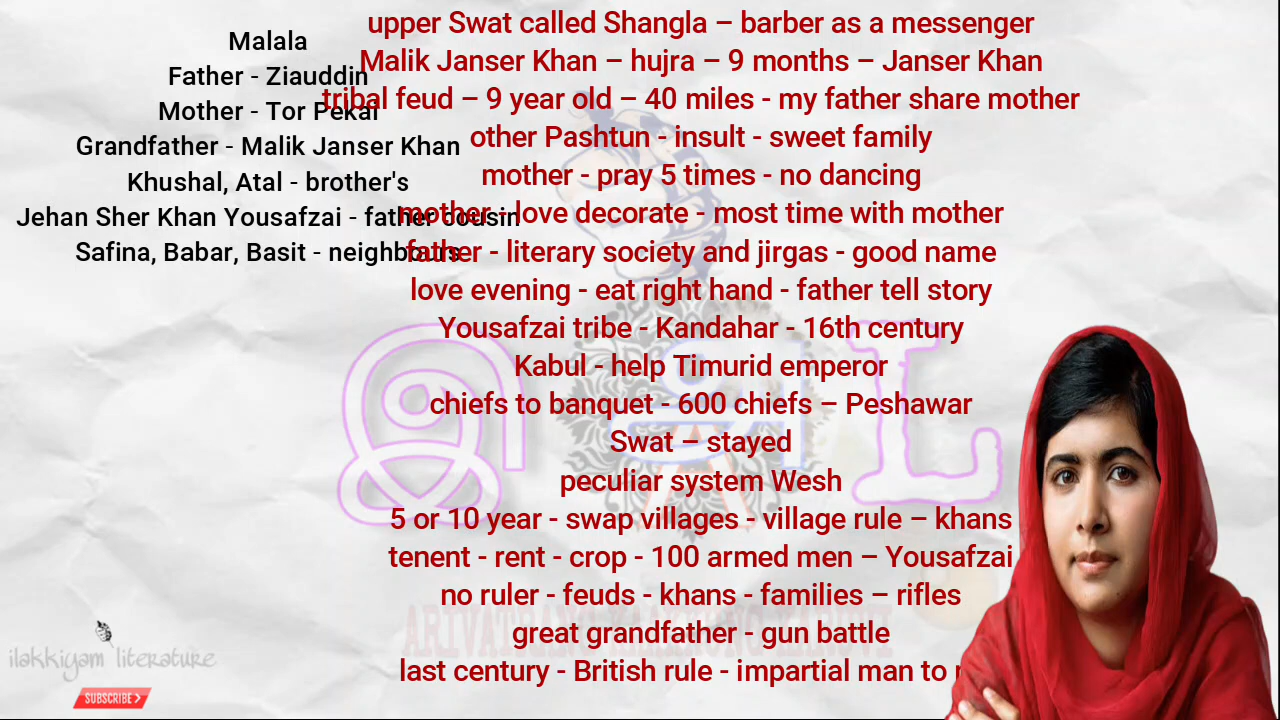 Malala
Father - Ziauddin
Mother - Tor Pekai
Grandfather - Malik Janser Khan
Khushal, Atal - brother's
Jehan Sher Khan Yousafzai - father cousin
Safina, Babar, Basit - neighbours
upper Swat called Shangla – barber as a messenger
Malik Janser Khan – hujra – 9 months – Janser Khan
tribal feud – 9 year old – 40 miles - my father share mother
other Pashtun - insult - sweet family
mother - pray 5 times - no dancing
mother - love decorate - most time with mother
father - literary society and jirgas - good name
love evening - eat right hand - father tell story
Yousafzai tribe - Kandahar - 16th century
Kabul - help Timurid emperor
chiefs to banquet - 600 chiefs – Peshawar
Swat – stayed
peculiar system Wesh
5 or 10 year - swap villages - village rule – khans
tenent - rent - crop - 100 armed men – Yousafzai
no ruler - feuds - khans - families – rifles
great grandfather - gun battle
last century - British rule - impartial man to
ilakkiyam literature
SUBSCRIBE